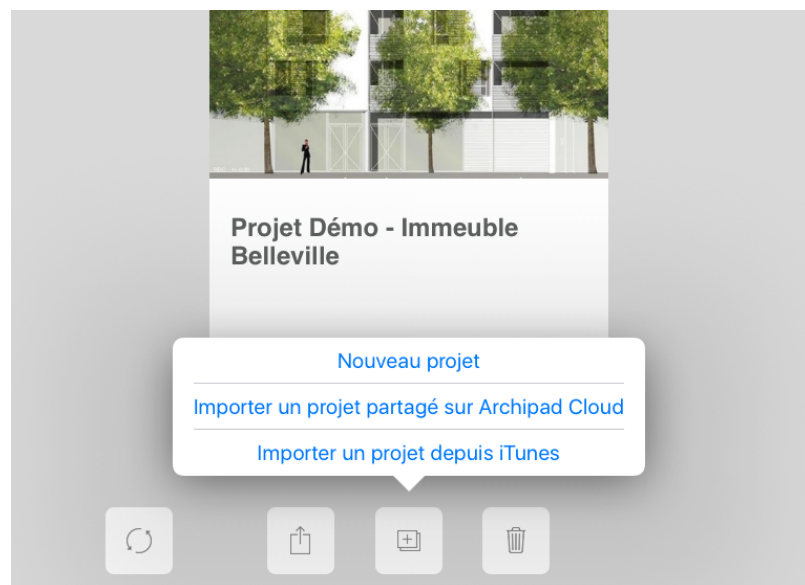 Projet Démo - Immeuble
Belleville
Nouveau projet
Importer un projet partagé sur Archipad Cloud
Importer un projet depuis iTunes